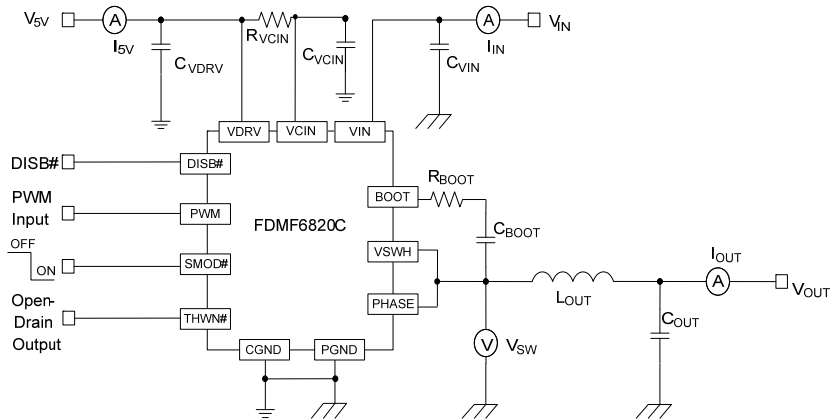 V5V
A
I5V
CVDRV
RVCIN
CVCIN
CVIN
A
IIN
VIN
VDRV
VCIN
VIN
DISB#
DISB#
PWM
Input
PWM
OFF
ON
SMOD#
Open-
Drain
Output
THWN#
FDMF6820C
BOOT
RBOOT
CBOOT
VSWH
PHASE
CGND
PGND
V
VSW
LOUT
COUT
IOUT
A
VOUT